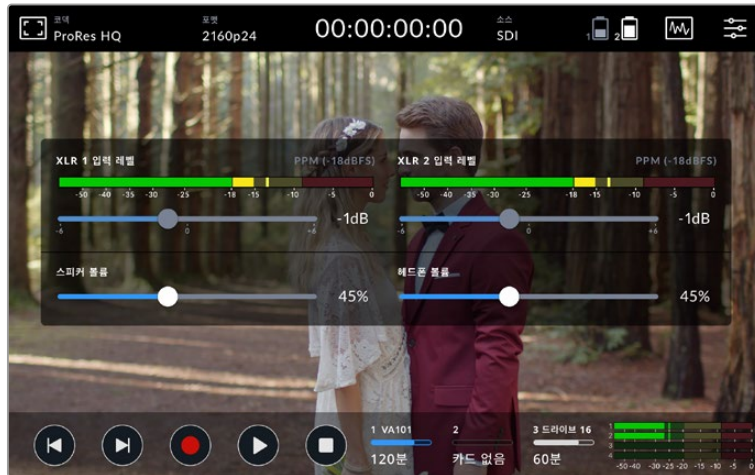 코덱 포맷 00:00:00:00 소스
ProRes HQ 2160p24 SDI 1 2
XLR 1 입력 레벨 PPM (-18dBFS) XLR 2 입력 레벨 PPM (-18dBFS)
-50 -40 -35 -30 -25 -18 -15 -10 -5 0 -50 -40 -35 -30 -25 -18 -15 -10 -5 0
-1dB -1dB
-6 0 -6 -6 0 +6
스피커 볼륨 헤드폰 볼륨
45% 45%
1 VA101 2 3 드라이브 16
120분 카드 없음 60분
1
2
3
4
-50 -40 -30 -25 -20 -15 -10 -5